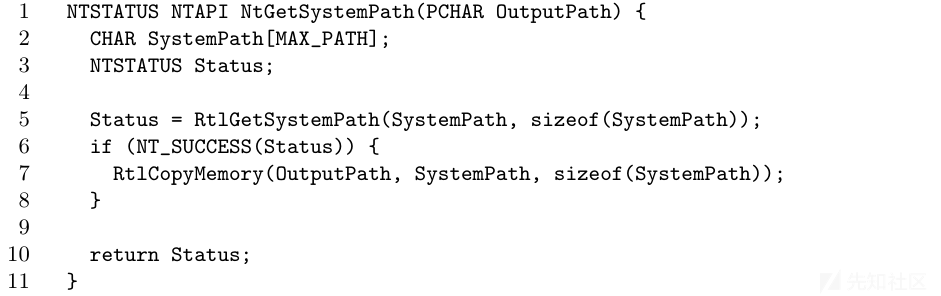 1 NTSTATUS NTAPI NtGetSystemPath(PCHAR OutputPath) {
2 CHAR SystemPath[MAX_PATH];
3 NTSTATUS Status;
4
5 Status = RtlGetSystemPath(SystemPath, sizeof(SystemPath));
6 if (NT_SUCCESS(Status)) {
7 RtlCopyMemory(OutputPath, SystemPath, sizeof(SystemPath));
8 }
9
10 return Status;
11 }
先知社区